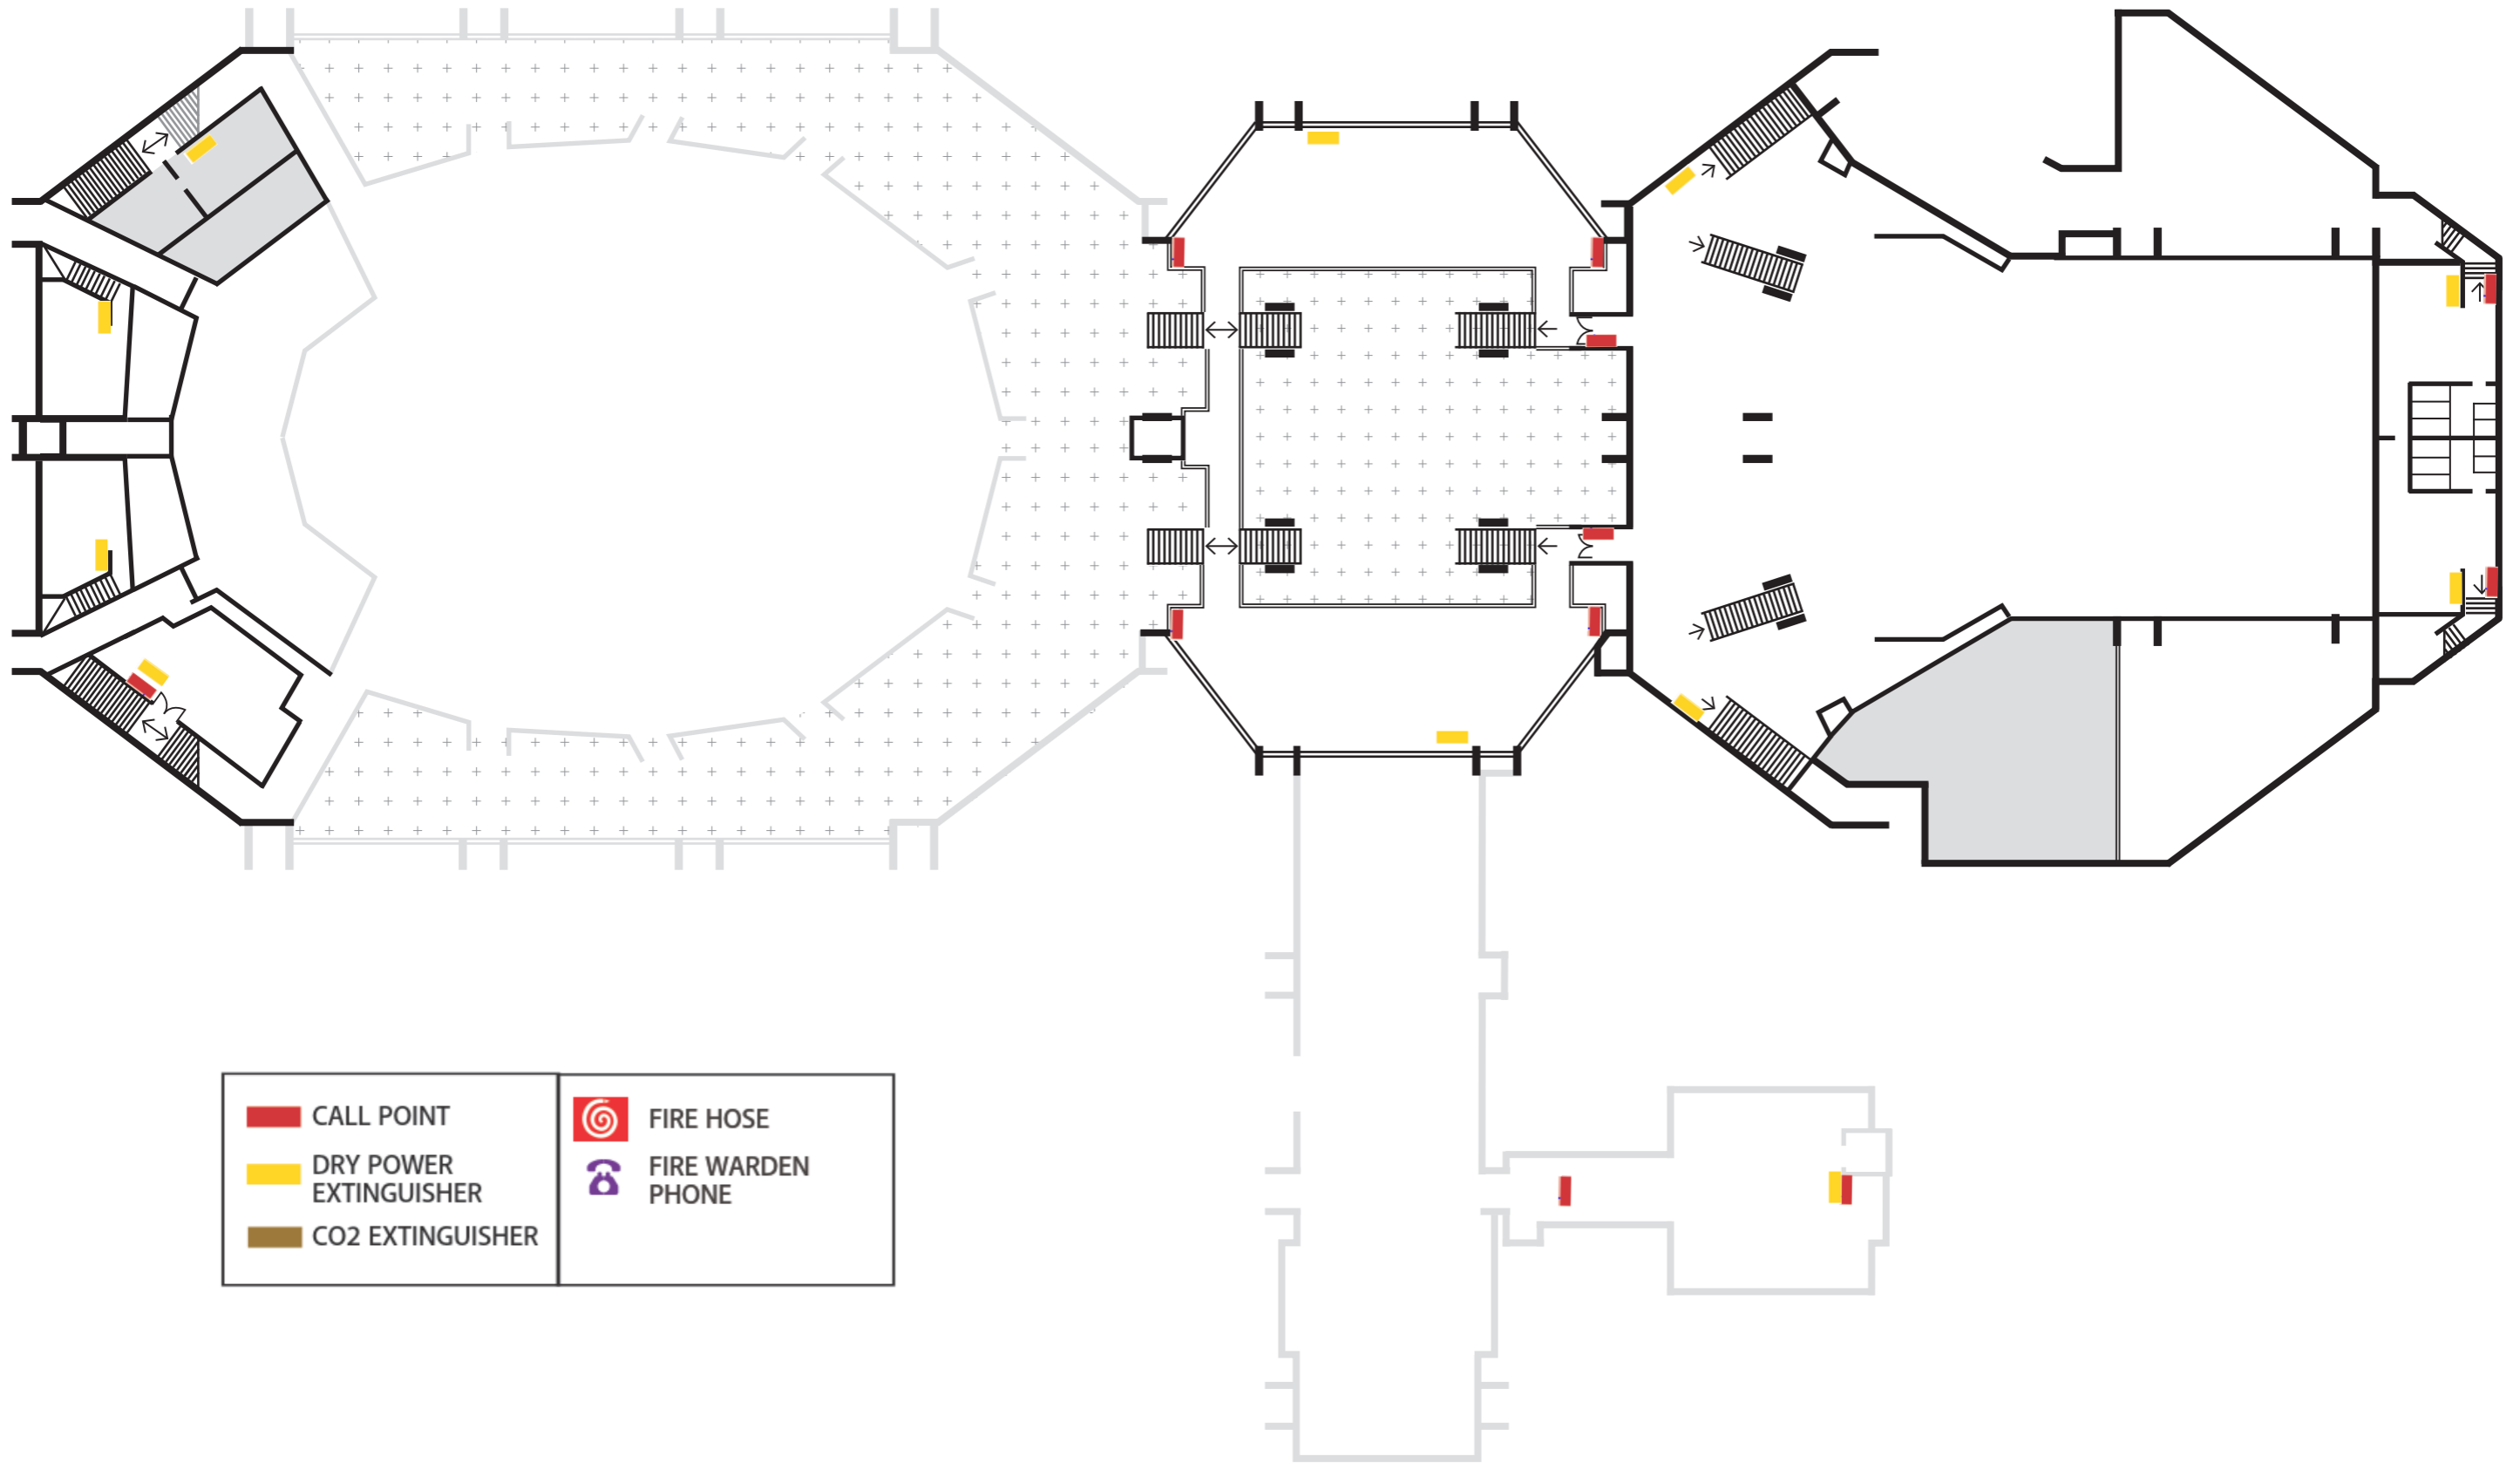 CALL POINT
DRY POWER
EXTINGUISHER
CO2 EXTINGUISHER
FIRE HOSE
FIRE WARDEN
PHONE